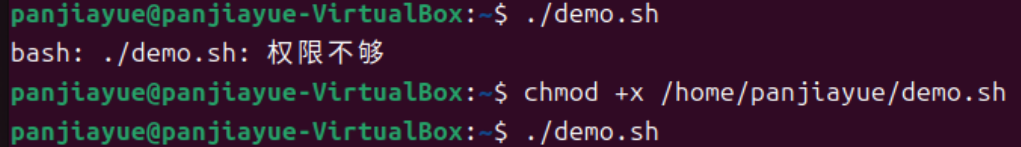 panjiayue@panjiayue-VirtualBox:~$ ./demo.sh
bash: ./demo.sh: 权限不够
panjiayue@panjiayue-VirtualBox:~$ chmod +x /home/panjiayue/demo.sh
panjiayue@panjiayue-VirtualBox:~$ ./demo.sh